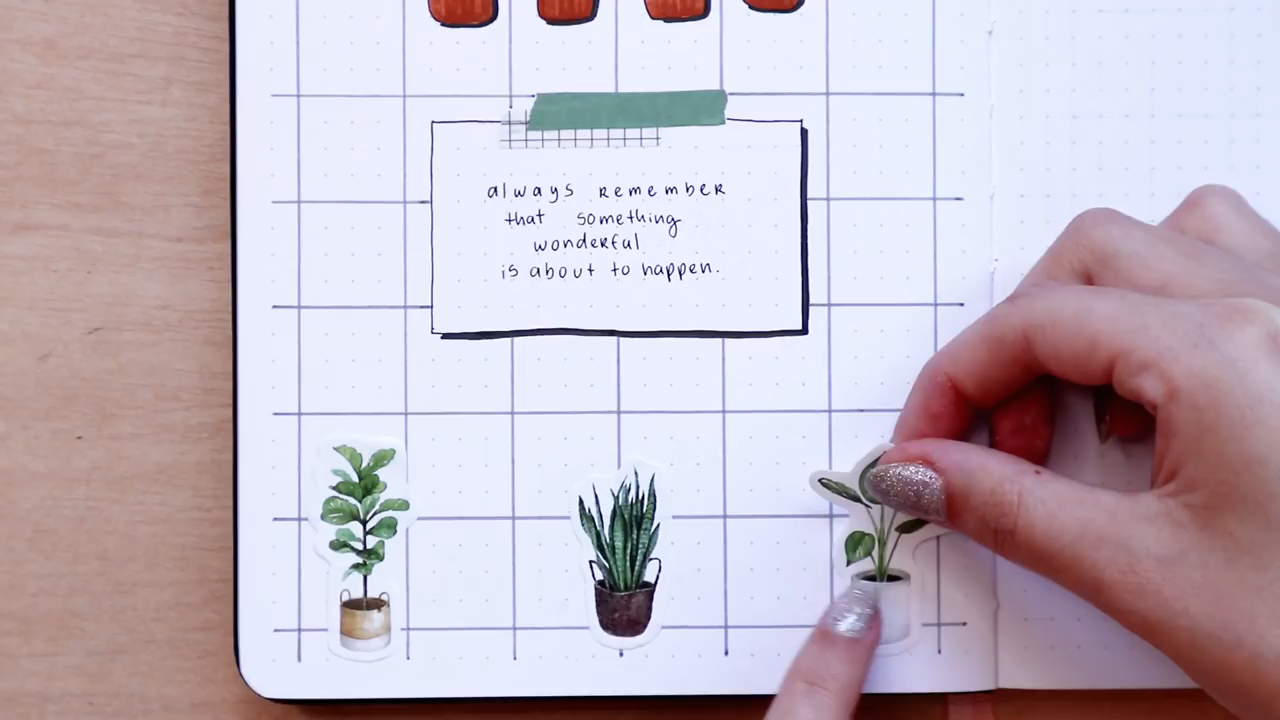 always remember
that something
wonderful
is about to happen.